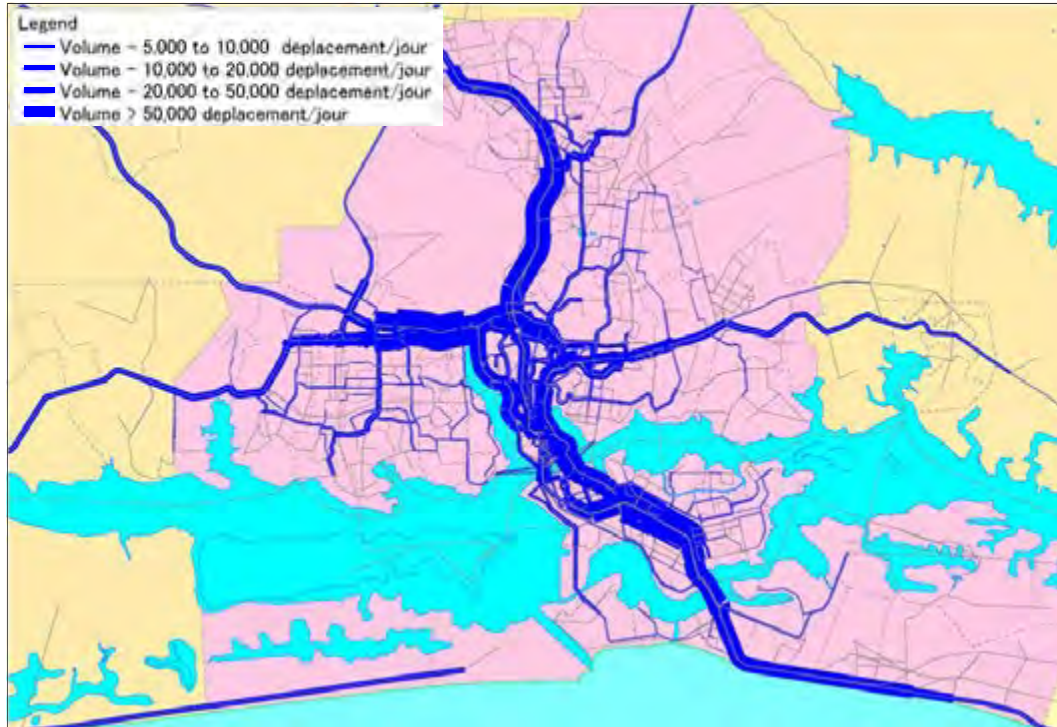 Legend
Volume - 5,000 to 10,000 deplacement/jour
Volume - 10,000 to 20,000 deplacement/jour
Volume - 20,000 to 50,000 deplacement/jour
Volume > 50,000 deplacement/jour